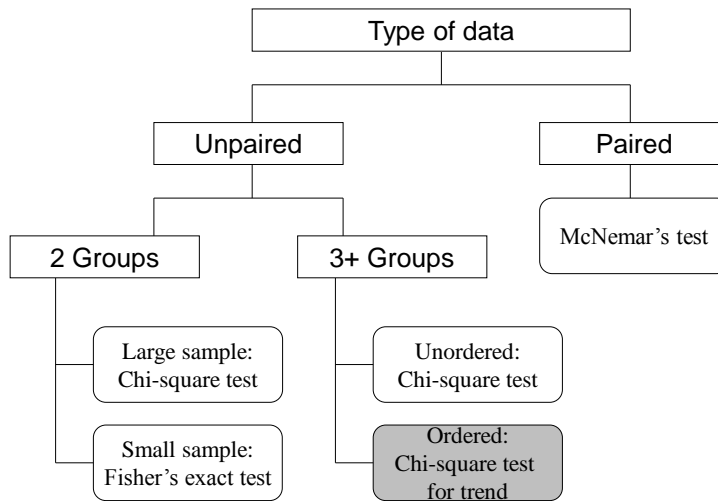 Type of data
Unpaired
Paired
McNemar’s test
2 Groups
3+ Groups
Large sample:
Chi-square test
Unordered:
Chi-square test
Small sample:
Fisher’s exact test
Ordered:
Chi-square test
for trend